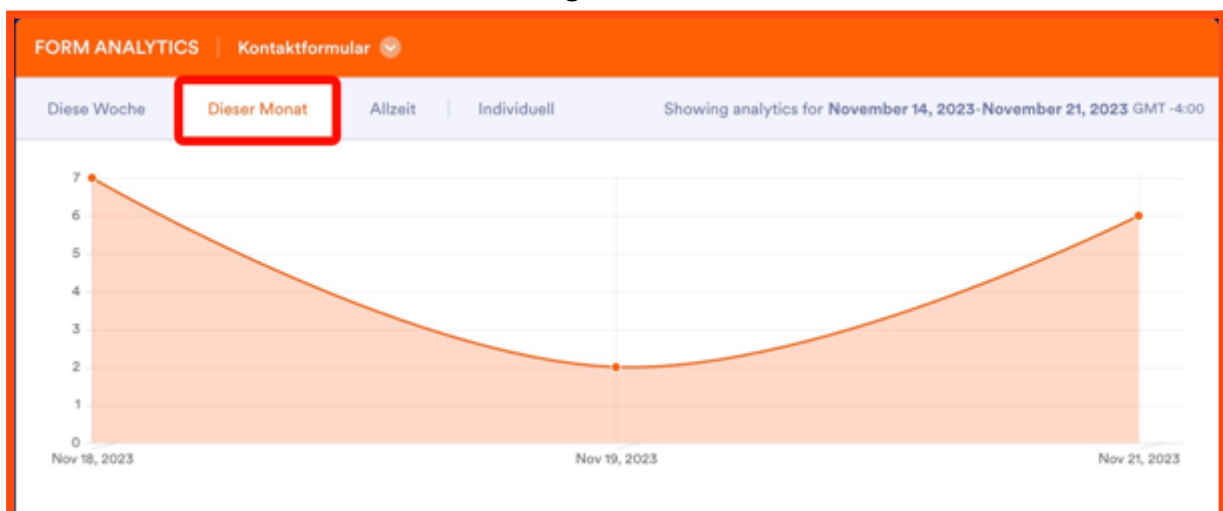 FORM ANALYTICS | Kontaktformular
Diese Woche Dieser Monat Allzeit | Individuell Showing analytics for November 14, 2023-November 21, 2023 GMT -4:00
7
6
5
4
3
2
1
0
Nov 18, 2023 Nov 19, 2023 Nov 21, 2023